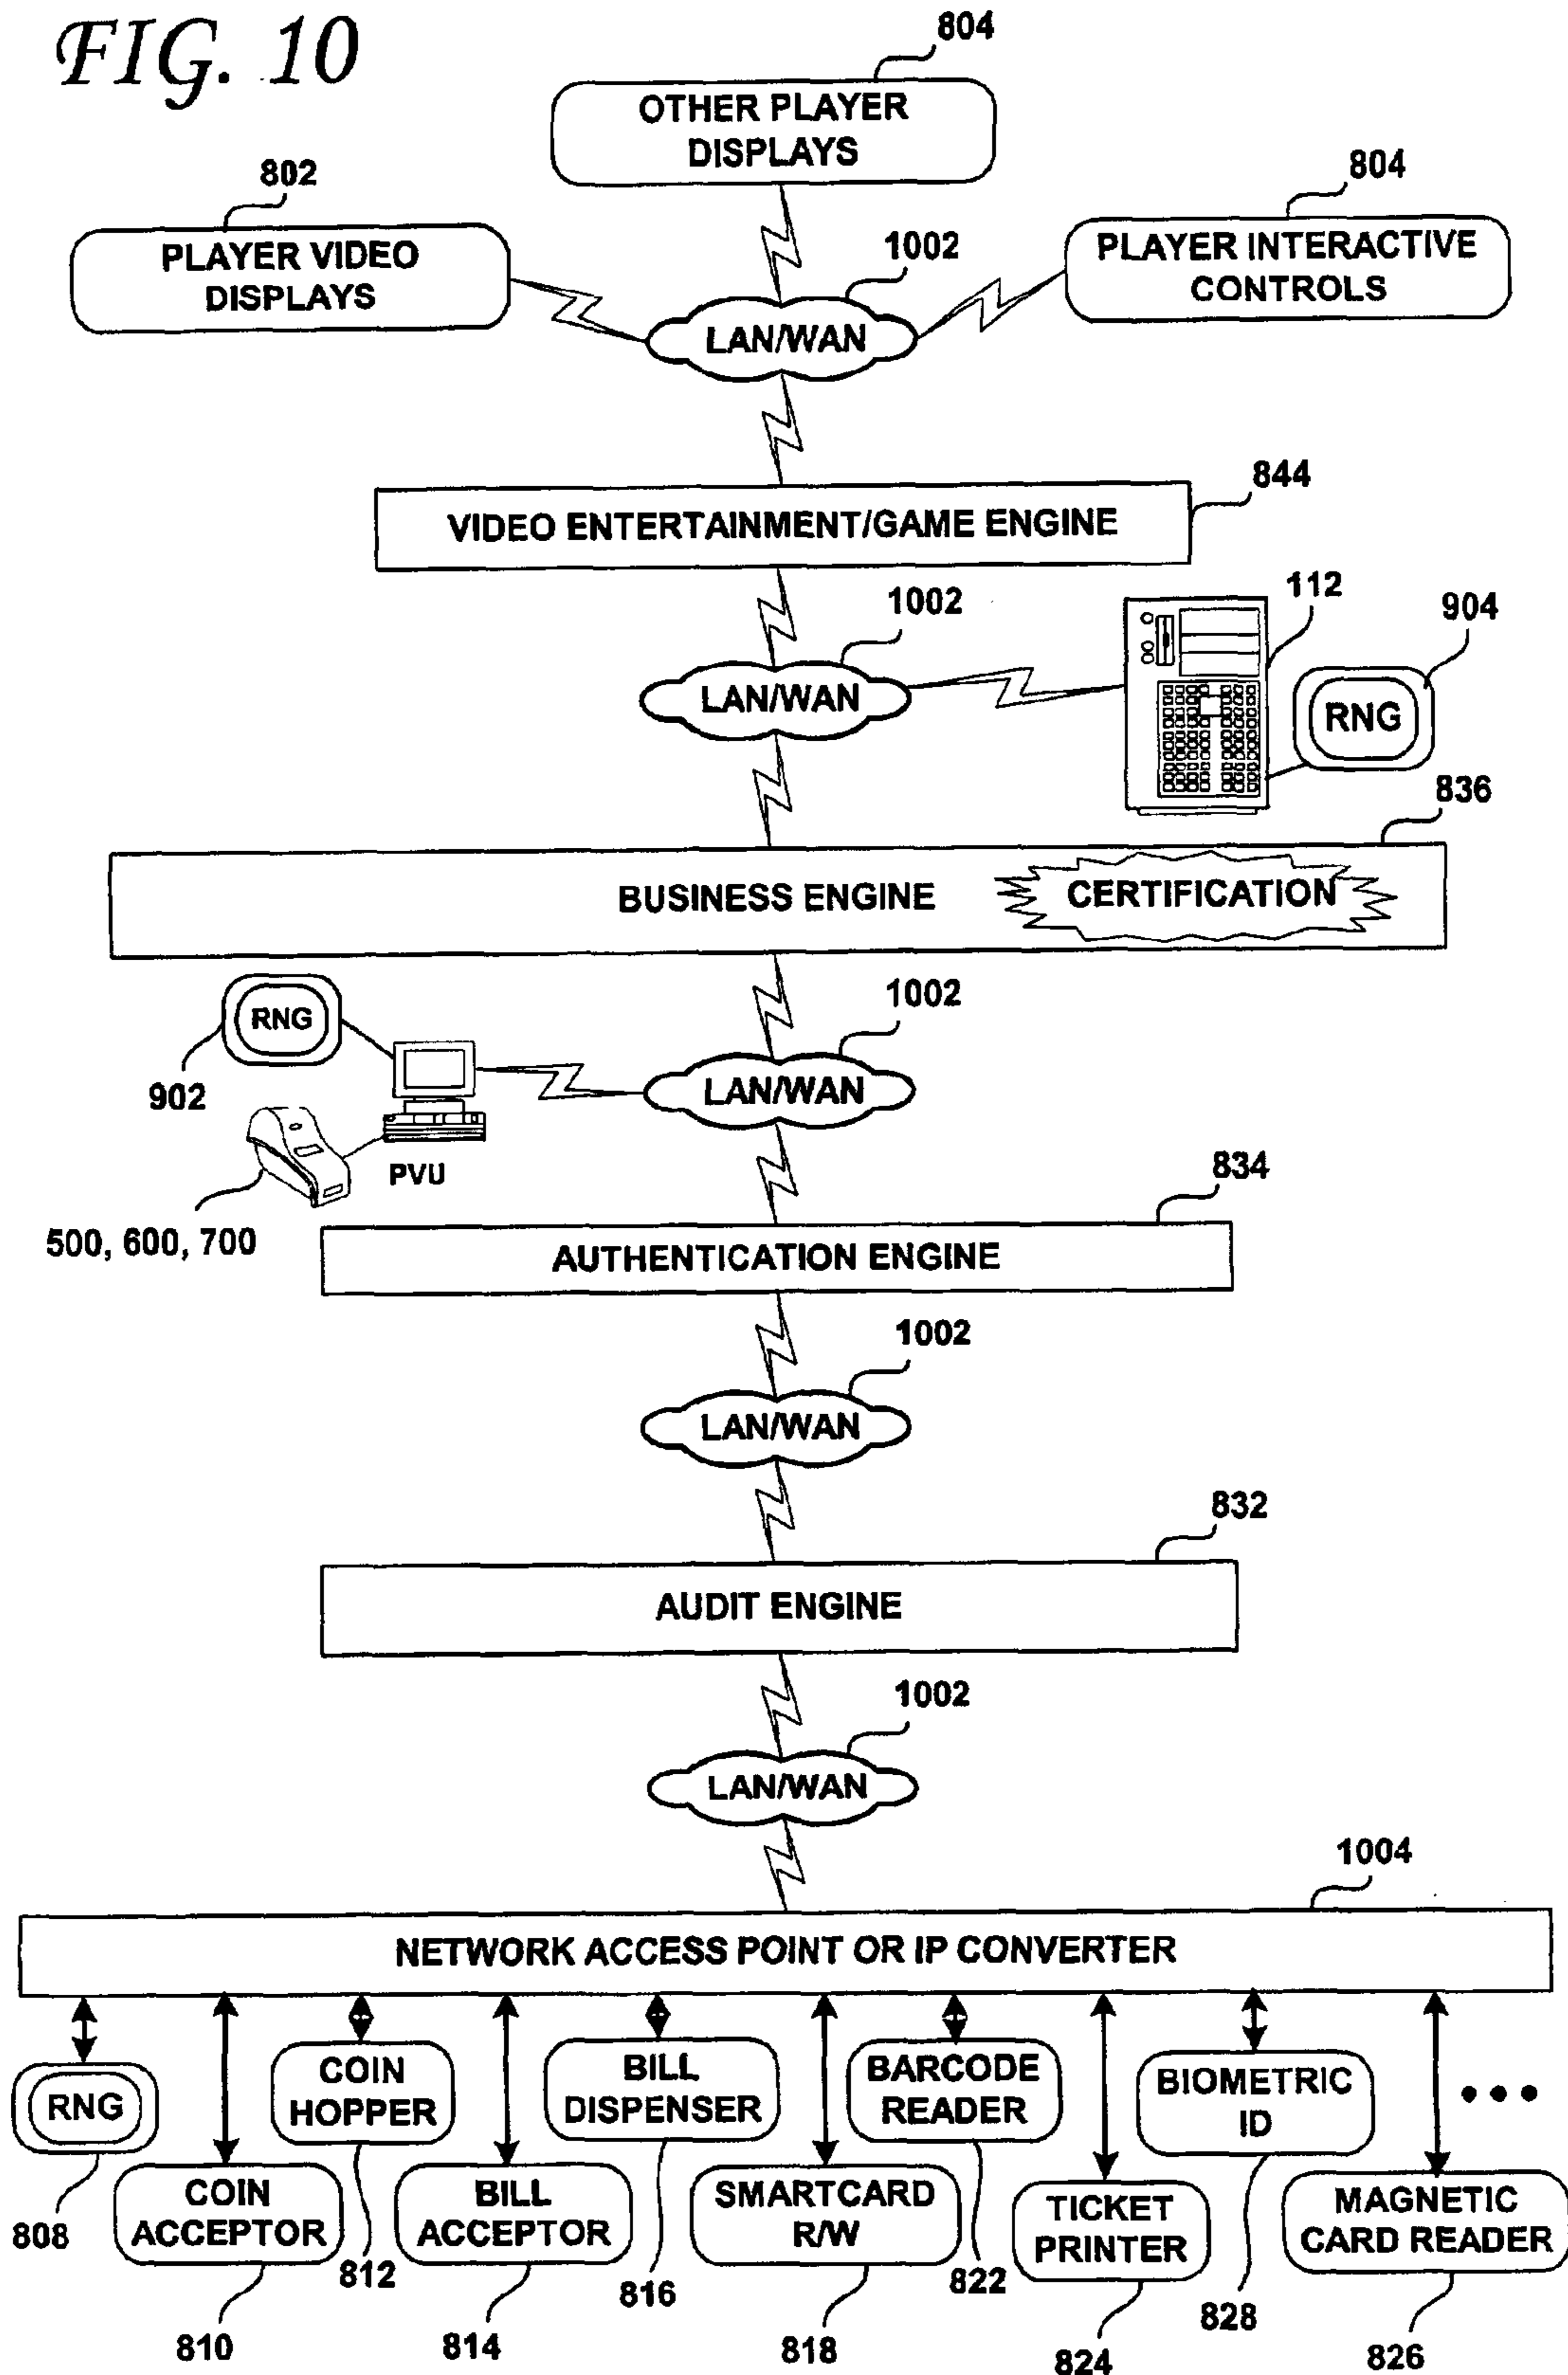 FIG. 10
804
OTHER PLAYER
DISPLAYS
802
PLAYER VIDEO
DISPLAYS
804
PLAYER INTERACTIVE
CONTROLS
1002
LAN/WAN
844
VIDEO ENTERTAINMENT/GAME ENGINE
1002
LAN/WAN
112
904
RNG
836
BUSINESS ENGINE
CERTIFICATION
RNG
902
1002
LAN/WAN
PVU
500, 600, 700
834
AUTHENTICATION ENGINE
1002
LAN/WAN
832
AUDIT ENGINE
1002
LAN/WAN
1004
NETWORK ACCESS POINT OR IP CONVERTER
RNG
808
COIN
ACCEPTOR
810
COIN
HOPPER
812
BILL
ACCEPTOR
814
BILL
DISPENSER
816
SMARTCARD
R/W
818
BARCODE
READER
822
TICKET
PRINTER
824
BIOMETRIC
ID
828
MAGNETIC
CARD READER
826
•••